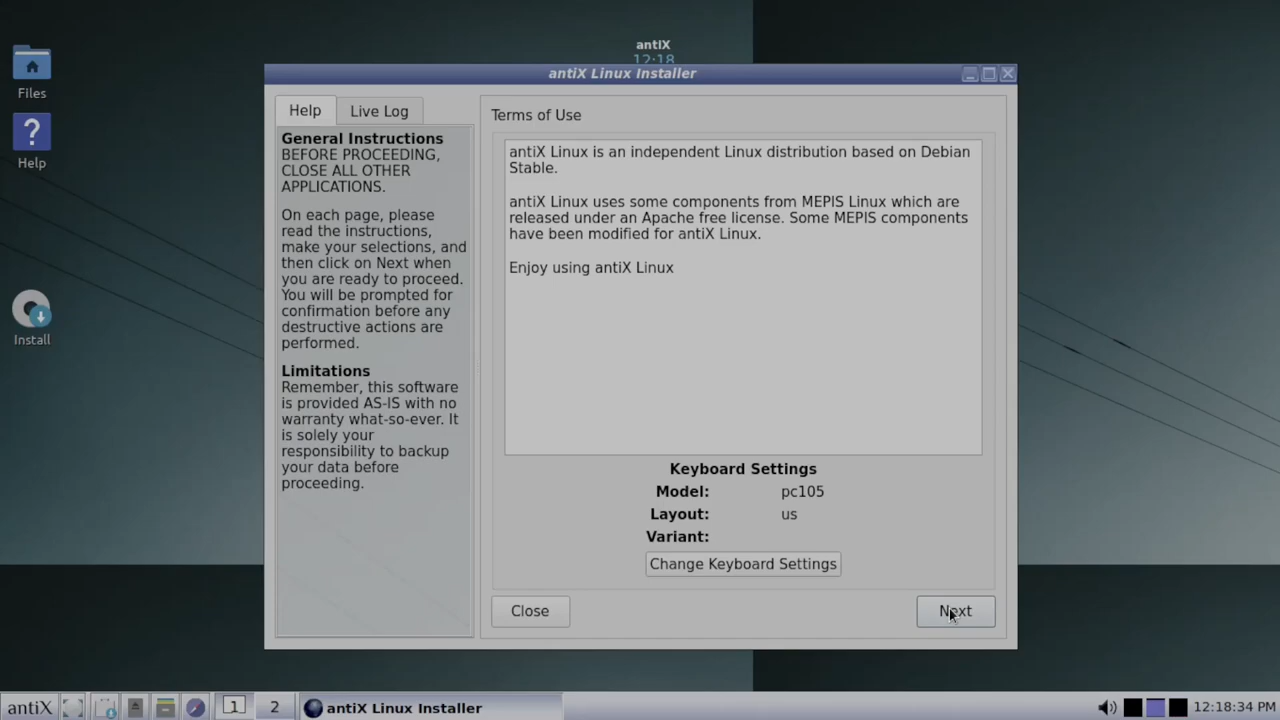 antiX
12:18
antiX Linux Installer
Files
Help
Install
Help
Live Log
General Instructions
BEFORE PROCEEDING,
CLOSE ALL OTHER
APPLICATIONS.
On each page, please
read the instructions,
make your selections, and
then click on Next when
you are ready to proceed.
You will be prompted for
confirmation before any
destructive actions are
performed.
Limitations
Remember, this software
is provided AS-IS with no
warranty what-so-ever. It
is solely your
responsibility to backup
your data before
proceeding.
Terms of Use
antiX Linux is an independent Linux distribution based on Debian
Stable.
antiX Linux uses some components from MEPIS Linux which are
released under an Apache free license. Some MEPIS components
have been modified for antiX Linux.
Enjoy using antiX Linux
Keyboard Settings
Model: pc105
Layout: us
Variant:
Change Keyboard Settings
Close
Next
antiX
1
2
antiX Linux Installer
12:18:34 PM